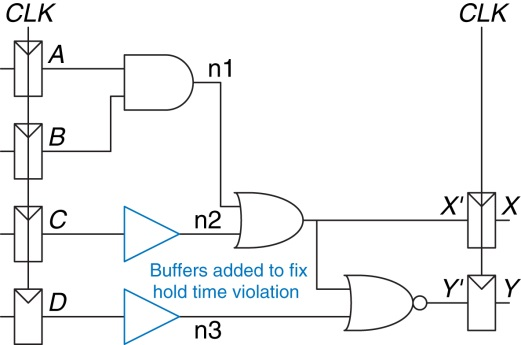 CLK
CLK
A
n1
B
C
n2
X'
X
Buffers added to fix
hold time violation
D
n3
Y'
Y